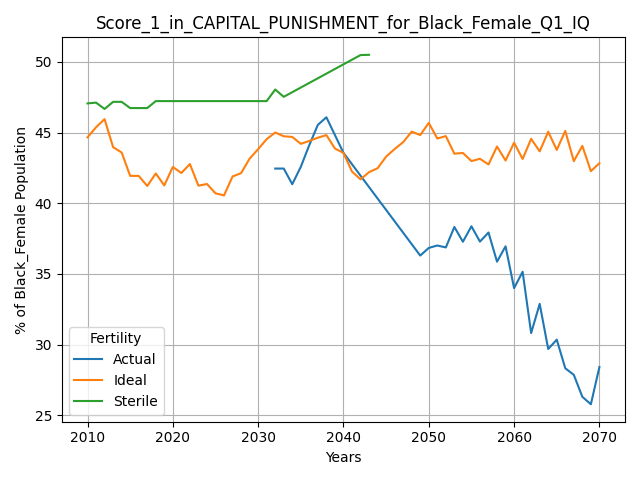 Score_1_in_CAPITAL_PUNISHMENT_for_Black_Female_Q1_IQ
% of Black_Female Population
50
45
40
35
30
25
Fertility
Actual
Ideal
Sterile
2010 2020 2030 2040 2050 2060 2070
Years